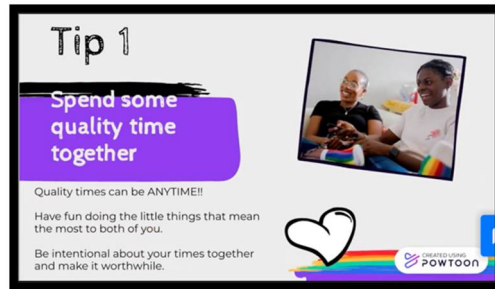 Tip 1
Spend some
quality time
together
Quality times can be ANYTIME!!
Have fun doing the little things that mean
the most to both of you.
Be intentional about your times together
and make it worthwhile.
CREATED USING
POWTOON